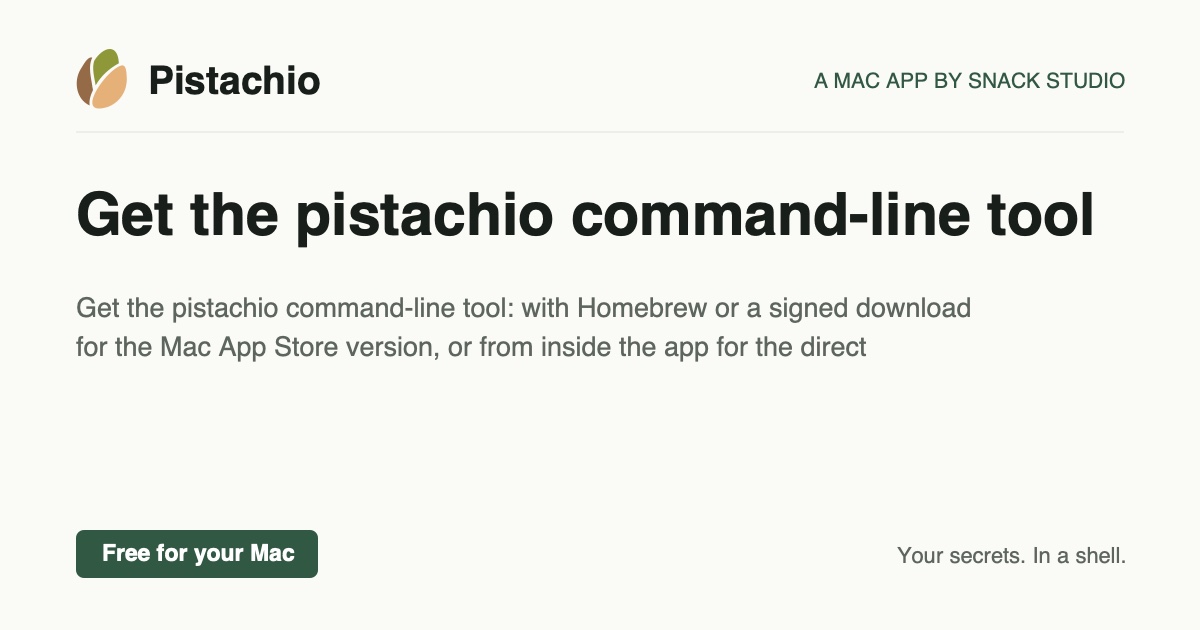 Pistachio
A MAC APP BY SNACK STUDIO
Get the pistachio command-line tool
Get the pistachio command-line tool: with Homebrew or a signed download
for the Mac App Store version, or from inside the app for the direct
Free for your Mac
Your secrets. In a shell.